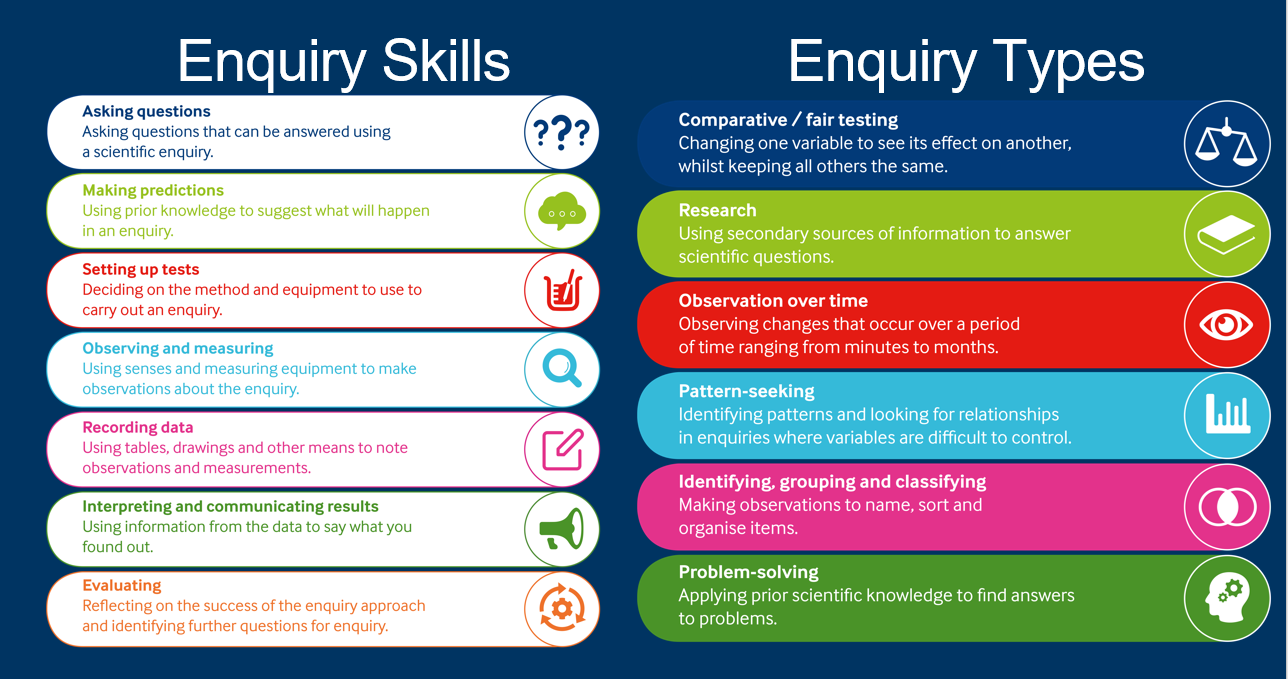 Enquiry Skills
Asking questions
Asking questions that can be answered using
a scientific enquiry.
???
Making predictions
Using prior knowledge to suggest what will happen
in an enquiry.
Setting up tests
Deciding on the method and equipment to use to
carry out an enquiry.
Observing and measuring
Using senses and measuring equipment to make
observations about the enquiry.
Recording data
Using tables, drawings and other means to note
observations and measurements.
Interpreting and communicating results
Using information from the data to say what you
found out.
Evaluating
Reflecting on the success of the enquiry approach
and identifying further questions for enquiry.
Enquiry Types
Comparative / fair testing
Changing one variable to see its effect on another,
whilst keeping all others the same.
Research
Using secondary sources of information to answer
scientific questions.
Observation over time
Observing changes that occur over a period
of time ranging from minutes to months.
Pattern-seeking
Identifying patterns and looking for relationships
in enquiries where variables are difficult to control.
Identifying, grouping and classifying
Making observations to name, sort and
organise items.
Problem-solving
Applying prior scientific knowledge to find answers
to problems.